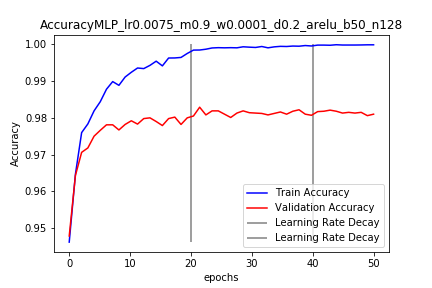 AccuracyMLP_lr0.0075_m0.9_w0.0001_d0.2_arelu_b50_n128
1.00
0.99
0.98
0.97
0.96
0.95
Accuracy
Train Accuracy
Validation Accuracy
Learning Rate Decay
Learning Rate Decay
0 10 20 30 40 50
epochs